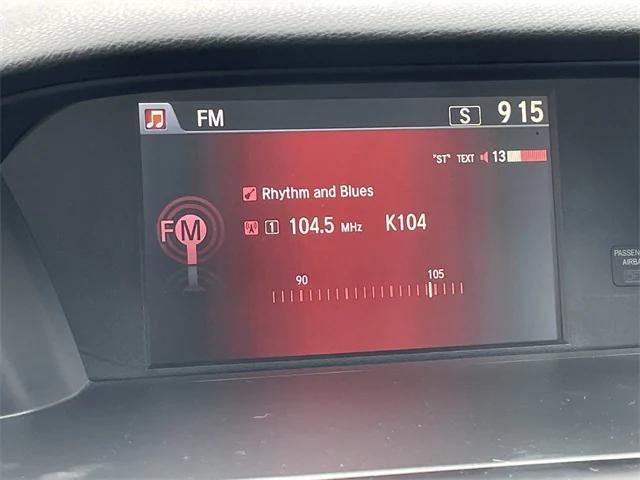 FM S 9 15
"ST" TEXT 13
Rhythm and Blues
FM 1 104.5 MHz K104
90 105
PASSEN
AIRBA